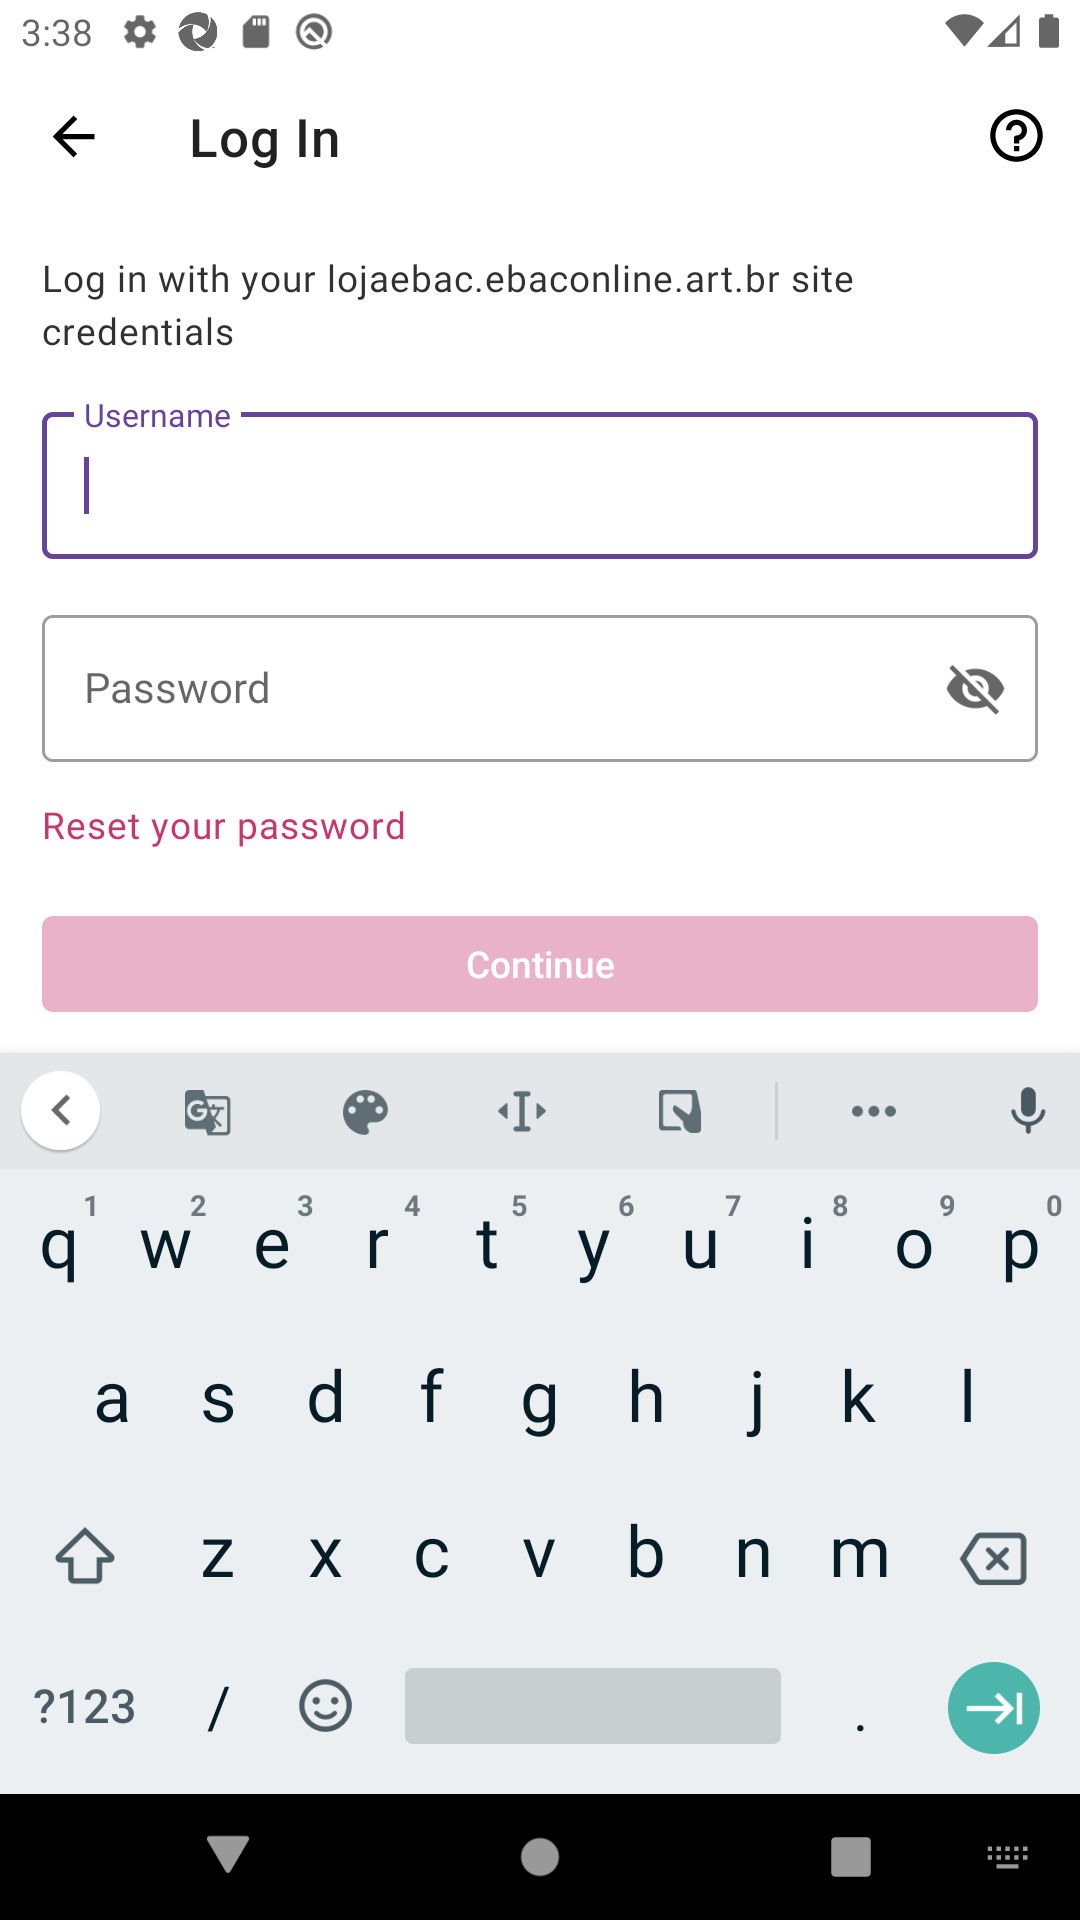 3:38
Log In
Log in with your lojaebac.ebaconline.art.br site
credentials
Username
Password
Reset your password
Continue
1 2 3 4 5 6 7 8 9 0
q w e r t y u i o p
a s d f g h j k l
z x c v b n m
?123 / .